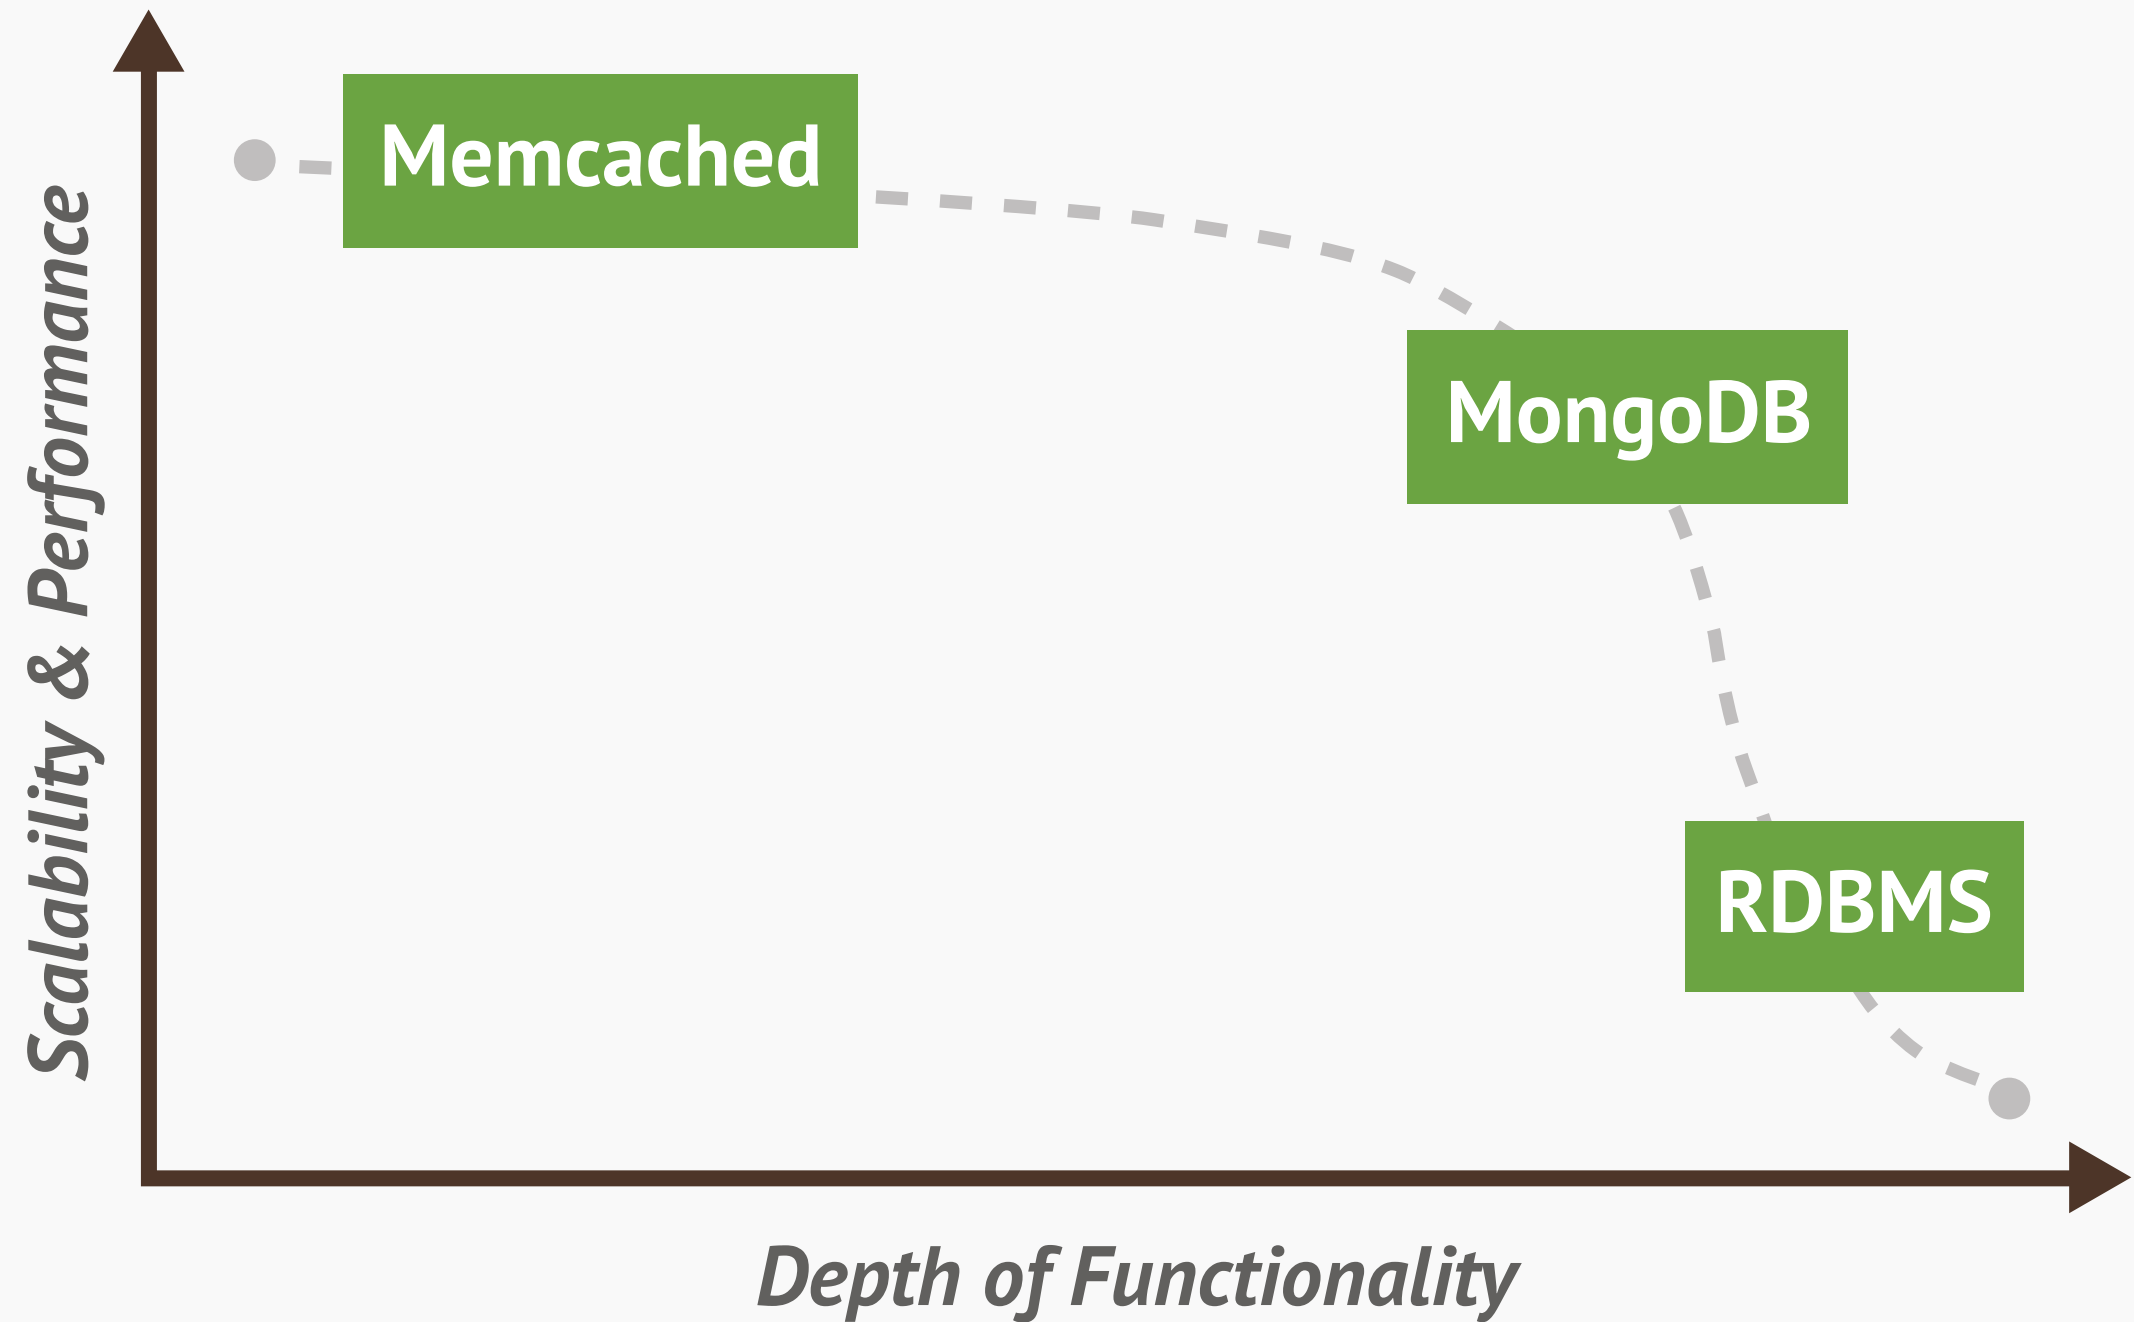 Scalability & Performance
Memcached
MongoDB
RDBMS
Depth of Functionality